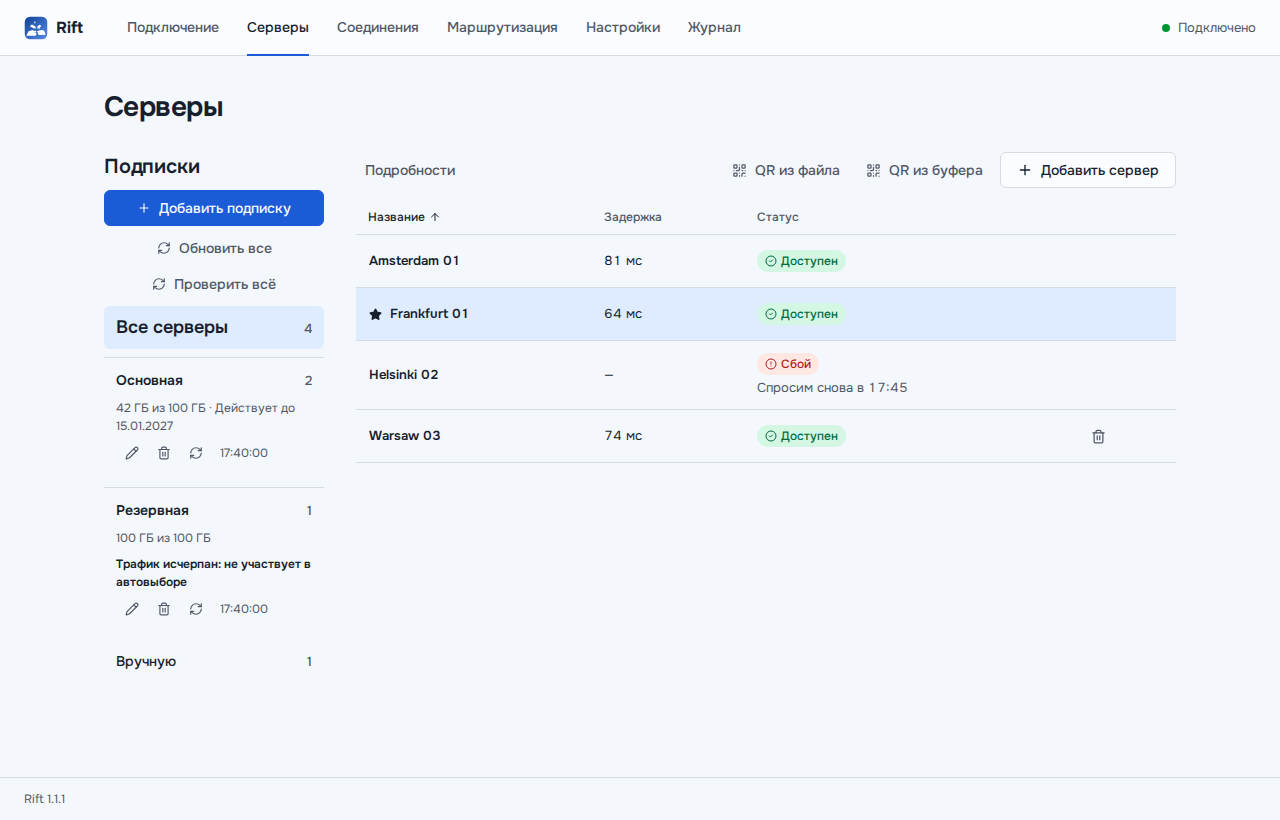 Rift
Подключение
Серверы
Соединения
Маршрутизация
Настройки
Журнал
Подключено
Серверы
Подписки
Добавить подписку
Обновить все
Проверить всё
Все серверы 4
Основная 2
42 ГБ из 100 ГБ · Действует до
15.01.2027
17:40:00
Резервная 1
100 ГБ из 100 ГБ
Трафик исчерпан: не участвует в
автовыборе
17:40:00
Вручную 1
Подробности
QR из файла
QR из буфера
Добавить сервер
Название Задержка Статус
Amsterdam 01 81 мс Доступен
Frankfurt 01 64 мс Доступен
Helsinki 02 — Сбой
Спросим снова в 17:45
Warsaw 03 74 мс Доступен
Rift 1.1.1